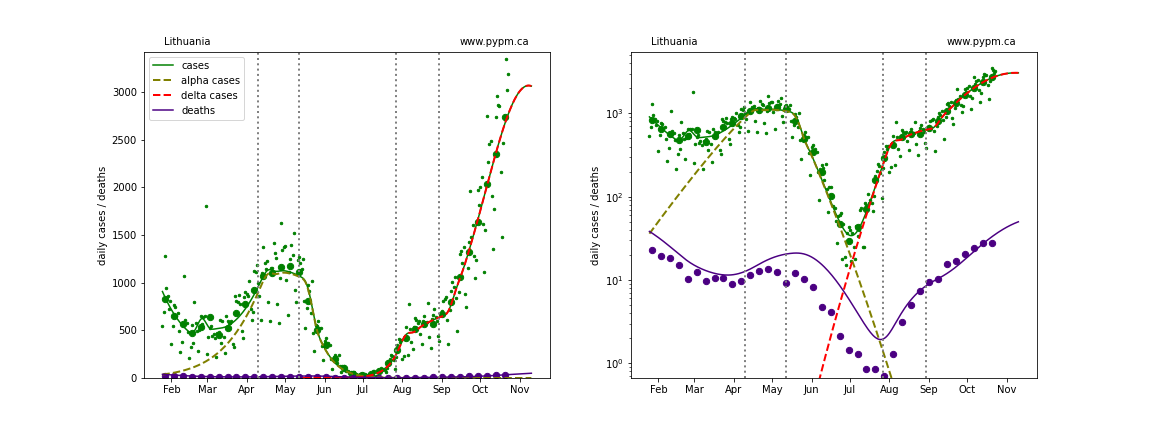 Lithuania www.pypm.ca
cases
alpha cases
delta cases
deaths
daily cases / deaths
3000
2500
2000
1500
1000
500
0
Feb Mar Apr May Jun Jul Aug Sep Oct Nov
Lithuania www.pypm.ca
daily cases / deaths
10³
10²
10¹
10⁰
Feb Mar Apr May Jun Jul Aug Sep Oct Nov